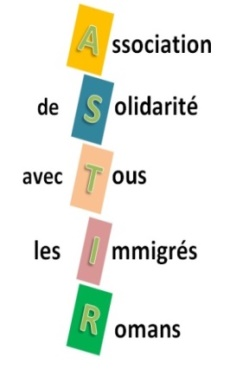 Association
de Solidarité
avec Tous
les Immigrés
Romans